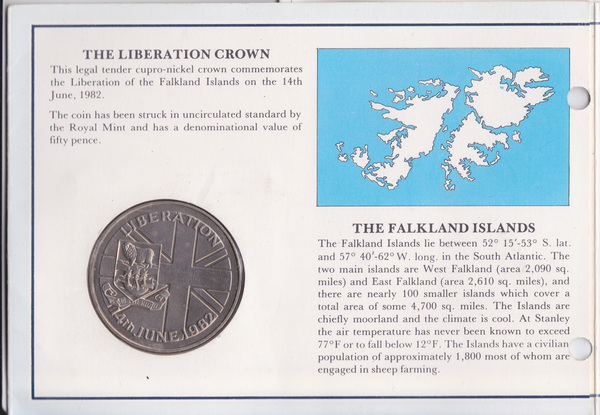 THE LIBERATION CROWN
This legal tender cupro-nickel crown commemorates
the Liberation of the Falkland Islands on the 14th
June, 1982.
The coin has been struck in uncirculated standard by
the Royal Mint and has a denominational value of
fifty pence.
LIBERATION
14th JUNE, 1982
THE FALKLAND ISLANDS
The Falkland Islands lie between 52° 15'-53° S. lat.
and 57° 40'-62° W. long. in the South Atlantic. The
two main islands are West Falkland (area 2,090 sq.
miles) and East Falkland (area 2,610 sq. miles), and
there are nearly 100 smaller islands which cover a
total area of some 4,700 sq. miles. The Islands are
chiefly moorland and the climate is cool. At Stanley
the air temperature has never been known to exceed
77°F or to fall below 12°F. The Islands have a civilian
population of approximately 1,800 most of whom are
engaged in sheep farming.